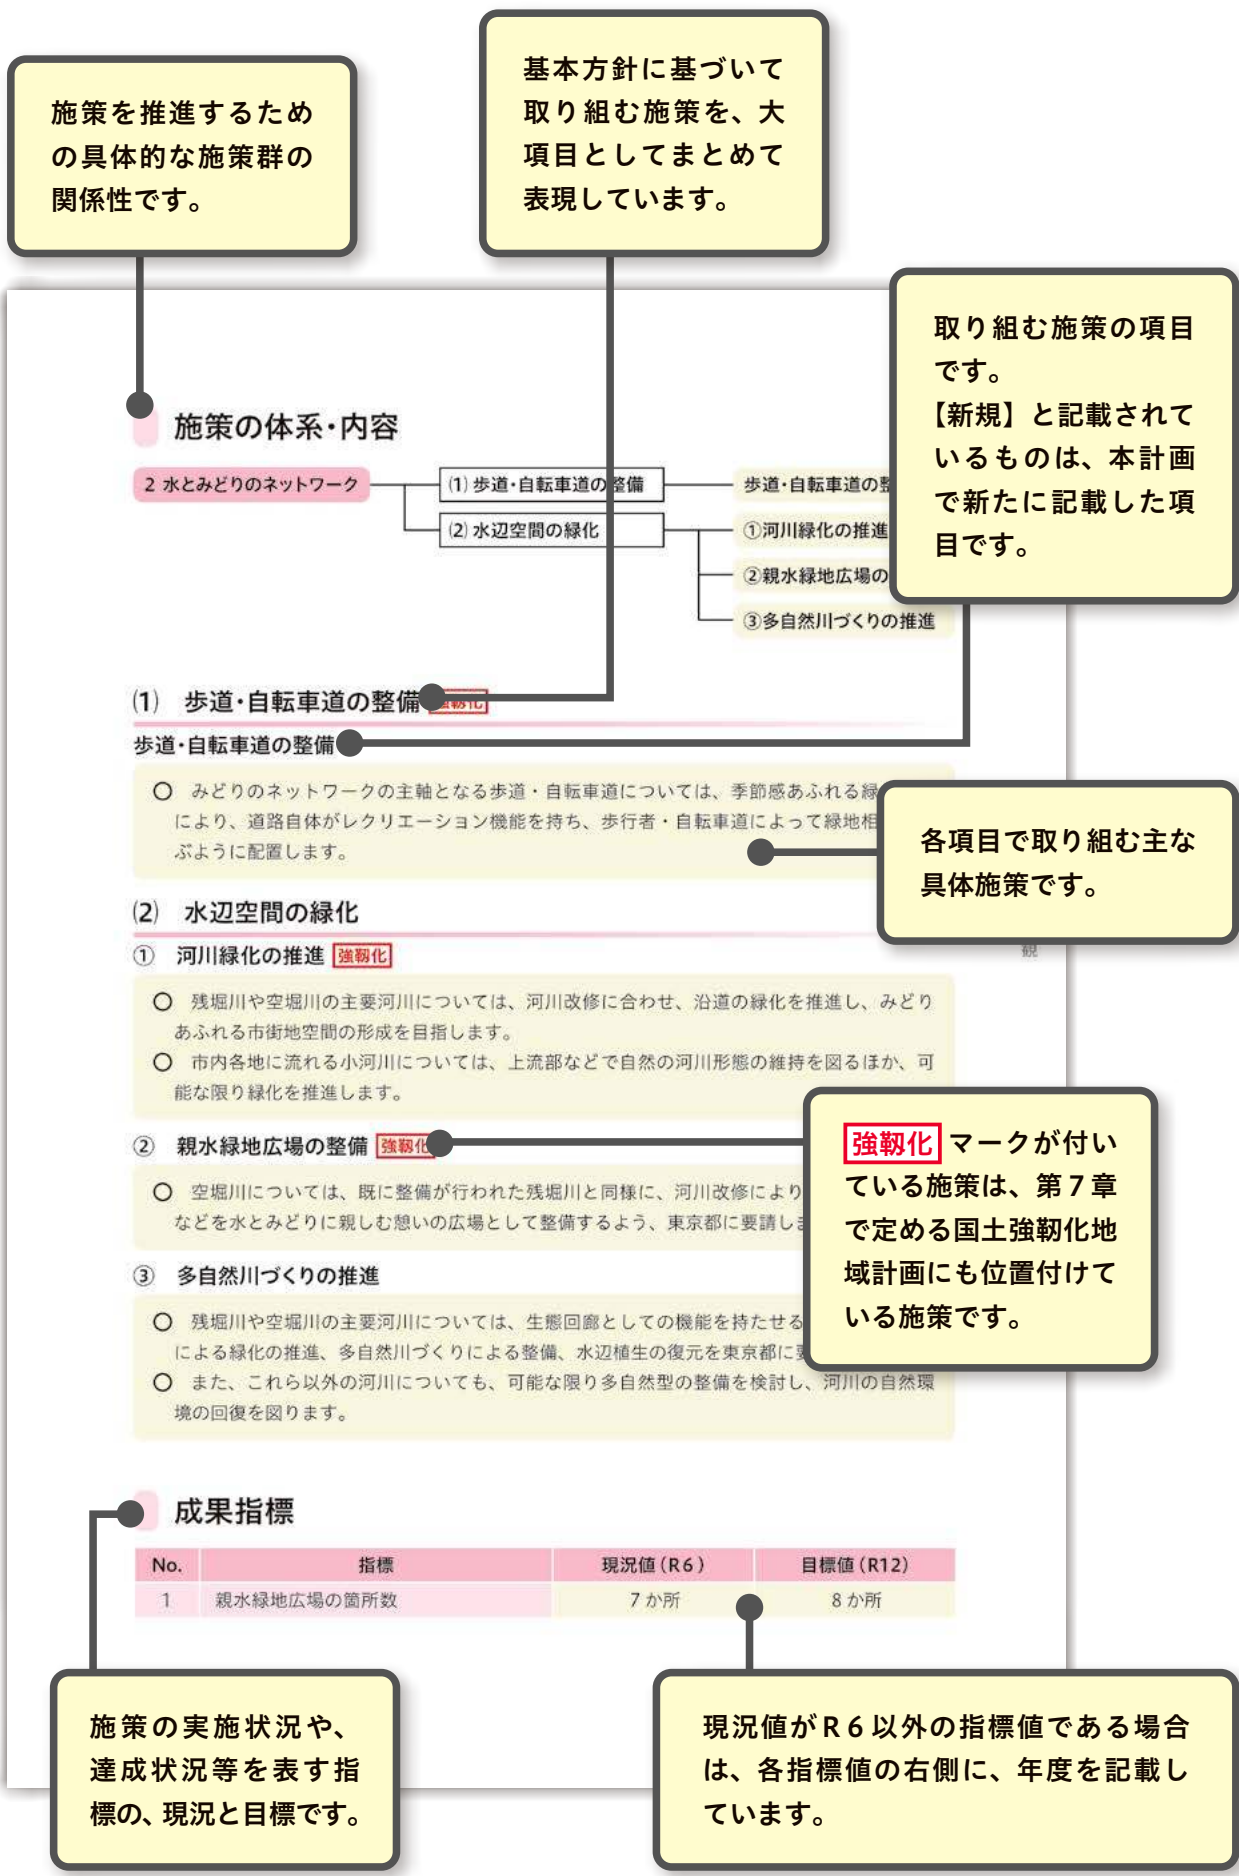 施策を推進するため
の具体的な施策群の
関係性です。
基本方針に基づいて
取り組む施策を、大
項目としてまとめて
表現しています。
取り組む施策の項目
です。
【新規】と記載されて
いるものは、本計画
で新たに記載した項
目です。
施策の体系・内容
2 水とみどりのネットワーク
(1) 歩道・自転車道の整備
歩道・自転車道の整
(2) 水辺空間の緑化
①河川緑化の推進
②親水緑地広場の
③多自然川づくりの推進
(1) 歩道・自転車道の整備 強靱化
歩道・自転車道の整備
○ みどりのネットワークの主軸となる歩道・自転車道については、季節感あふれる緑
により、道路自体がレクリエーション機能を持ち、歩行者・自転車道によって緑地相
ぶように配置します。
各項目で取り組む主な
具体施策です。
(2) 水辺空間の緑化
観
① 河川緑化の推進 強靱化
○ 残堀川や空堀川の主要河川については、河川改修に合わせ、沿道の緑化を推進し、みどり
あふれる市街地空間の形成を目指します。
○ 市内各地に流れる小河川については、上流部などで自然の河川形態の維持を図るほか、可
能な限り緑化を推進します。
② 親水緑地広場の整備 強靱化
○ 空堀川については、既に整備が行われた残堀川と同様に、河川改修により
などを水とみどりに親しむ憩いの広場として整備するよう、東京都に要請しま
強靱化 マークが付い
ている施策は、第７章
で定める国土強靱化地
域計画にも位置付けて
いる施策です。
③ 多自然川づくりの推進
○ 残堀川や空堀川の主要河川については、生態回廊としての機能を持たせる
による緑化の推進、多自然川づくりによる整備、水辺植生の復元を東京都に要
○ また、これら以外の河川についても、可能な限り多自然型の整備を検討し、河川の自然環
境の回復を図ります。
成果指標
No. 指標 現況値（R6） 目標値（R12）
1 親水緑地広場の箇所数 7か所 8か所
施策の実施状況や、
達成状況等を表す指
標の、現況と目標です。
現況値がR６以外の指標値である場合
は、各指標値の右側に、年度を記載し
ています。